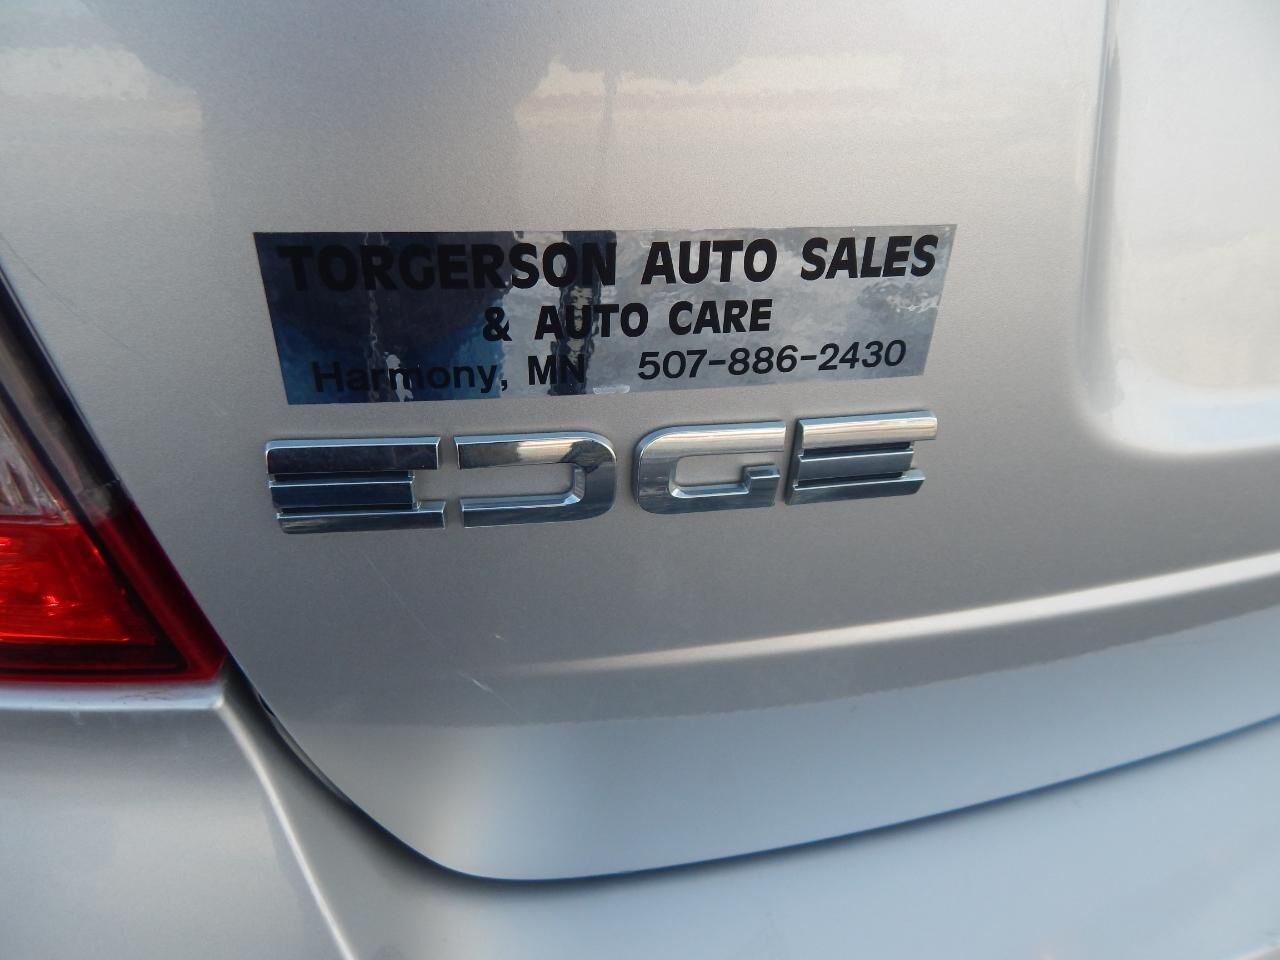 TORGERSON AUTO SALES
& AUTO CARE
Harmony, MN 507-886-2430
EDGE